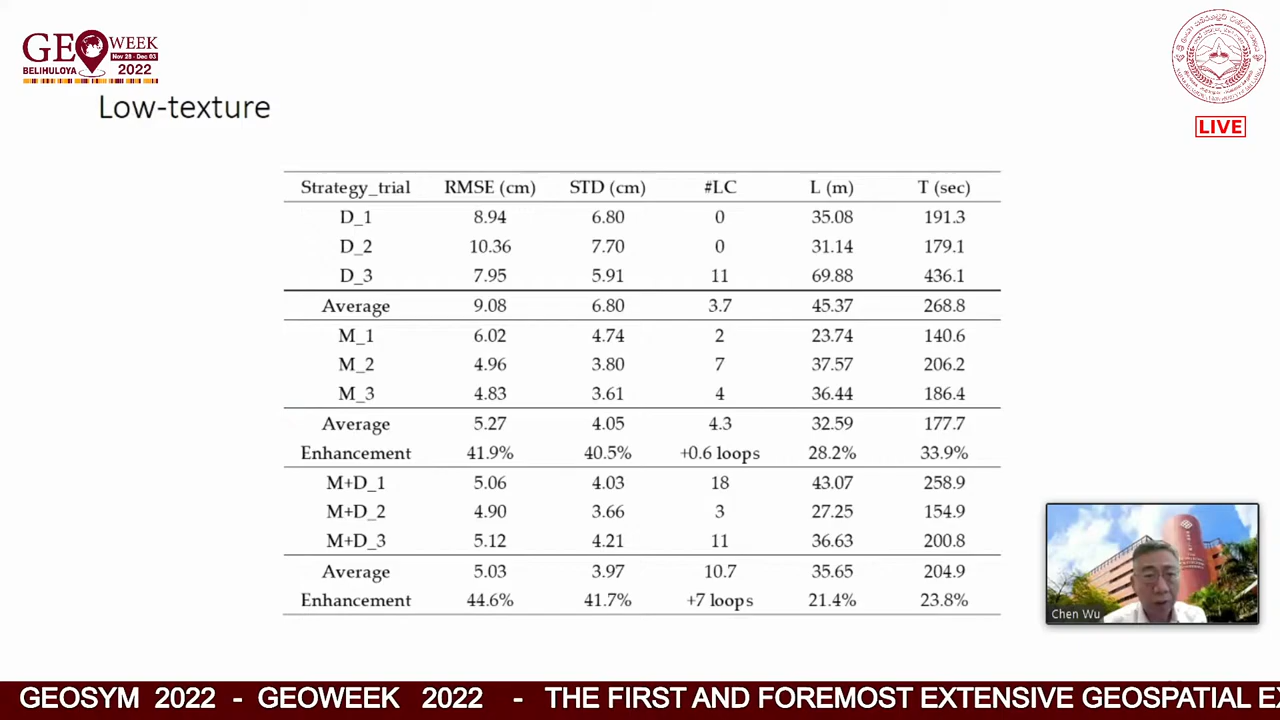 GEOWEEK
Nov 28 - Dec 03
BELIHULOYA 2022
LIVE
Low-texture
Strategy_trial RMSE (cm) STD (cm) #LC L (m) T (sec)
D_1 8.94 6.80 0 35.08 191.3
D_2 10.36 7.70 0 31.14 179.1
D_3 7.95 5.91 11 69.88 436.1
Average 9.08 6.80 3.7 45.37 268.8
M_1 6.02 4.74 2 23.74 140.6
M_2 4.96 3.80 7 37.57 206.2
M_3 4.83 3.61 4 36.44 186.4
Average 5.27 4.05 4.3 32.59 177.7
Enhancement 41.9% 40.5% +0.6 loops 28.2% 33.9%
M+D_1 5.06 4.03 18 43.07 258.9
M+D_2 4.90 3.66 3 27.25 154.9
M+D_3 5.12 4.21 11 36.63 200.8
Average 5.03 3.97 10.7 35.65 204.9
Enhancement 44.6% 41.7% +7 loops 21.4% 23.8%
Chen Wu
GEOSYM 2022 - GEOWEEK 2022 - THE FIRST AND FOREMOST EXTENSIVE GEOSPATIAL EX